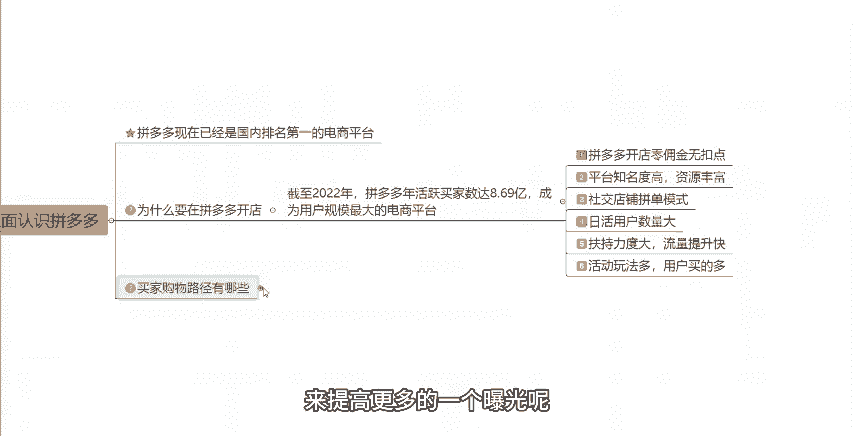 拼多多现在已经是国内排名第一的电商平台
1 拼多多开店零佣金无扣点
截至2022年，拼多多年活跃买家数达8.69亿，成
2 平台知名度高，资源丰富
面认识拼多多
为什么要在拼多多开店
为用户规模最大的电商平台
3 社交店铺拼单模式
4 日活用户数量大
5 扶持力度大，流量提升快
6 活动玩法多，用户买的多
买家购物路径有哪些
来提高更多的一个曝光呢